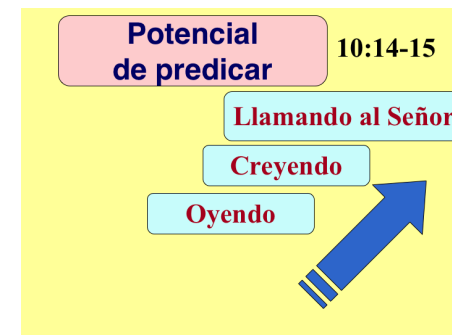 Potencial
de predicar
10:14-15
Llamando al Señor
Creyendo
Oyendo